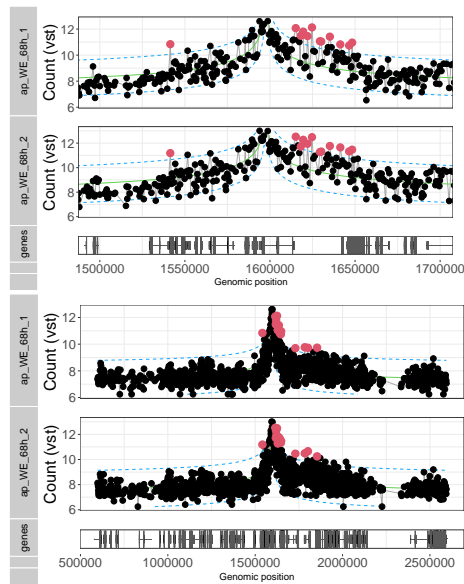 ap_WE_68h_1
Count (vst)
12
10
8
6
ap_WE_68h_2
Count (vst)
12
10
8
6
genes
1500000 1550000 1600000 1650000 1700000
Genomic position
ap_WE_68h_1
Count (vst)
12
10
8
6
ap_WE_68h_2
Count (vst)
12
10
8
6
genes
500000 1000000 1500000 2000000 2500000
Genomic position